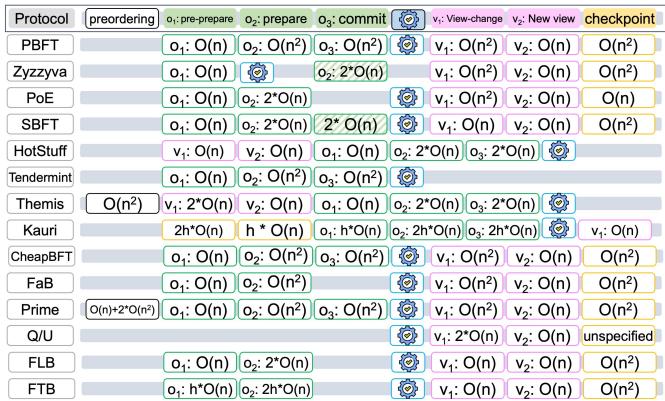 Protocol preordering o₁: pre-prepare o₂: prepare o₃: commit v₁: View-change v₂: New view checkpoint
PBFT o₁: O(n) o₂: O(n²) o₃: O(n²) v₁: O(n²) v₂: O(n) O(n²)
Zyzzyva o₁: O(n) o₂: 2*O(n) v₁: O(n²) v₂: O(n) O(n²)
PoE o₁: O(n) o₂: 2*O(n) v₁: O(n²) v₂: O(n) O(n)
SBFT o₁: O(n) o₂: 2*O(n) 2* O(n) v₁: O(n) v₂: O(n) O(n²)
HotStuff v₁: O(n) v₂: O(n) o₁: O(n) o₂: 2*O(n) o₃: 2*O(n)
Tendermint o₁: O(n) o₂: O(n²) o₃: O(n²)
Themis O(n²) v₁: 2*O(n) v₂: O(n) o₁: O(n) o₂: 2*O(n) o₃: 2*O(n)
Kauri 2h*O(n) h * O(n) o₁: h*O(n) o₂: 2h*O(n) o₃: 2h*O(n) v₁: O(n)
CheapBFT o₁: O(n) o₂: O(n²) o₃: O(n²) v₁: O(n²) v₂: O(n) O(n²)
FaB o₁: O(n) o₂: O(n²) v₁: O(n) v₂: O(n) O(n²)
Prime O(n)+2*O(n²) o₁: O(n) o₂: O(n²) o₃: O(n²) v₁: O(n²) v₂: O(n) O(n²)
Q/U v₁: 2*O(n) v₂: O(n) unspecified
FLB o₁: O(n) o₂: 2*O(n) v₁: O(n²) v₂: O(n) O(n²)
FTB o₁: h*O(n) o₂: 2h*O(n) v₁: O(n²) v₂: O(n) O(n²)